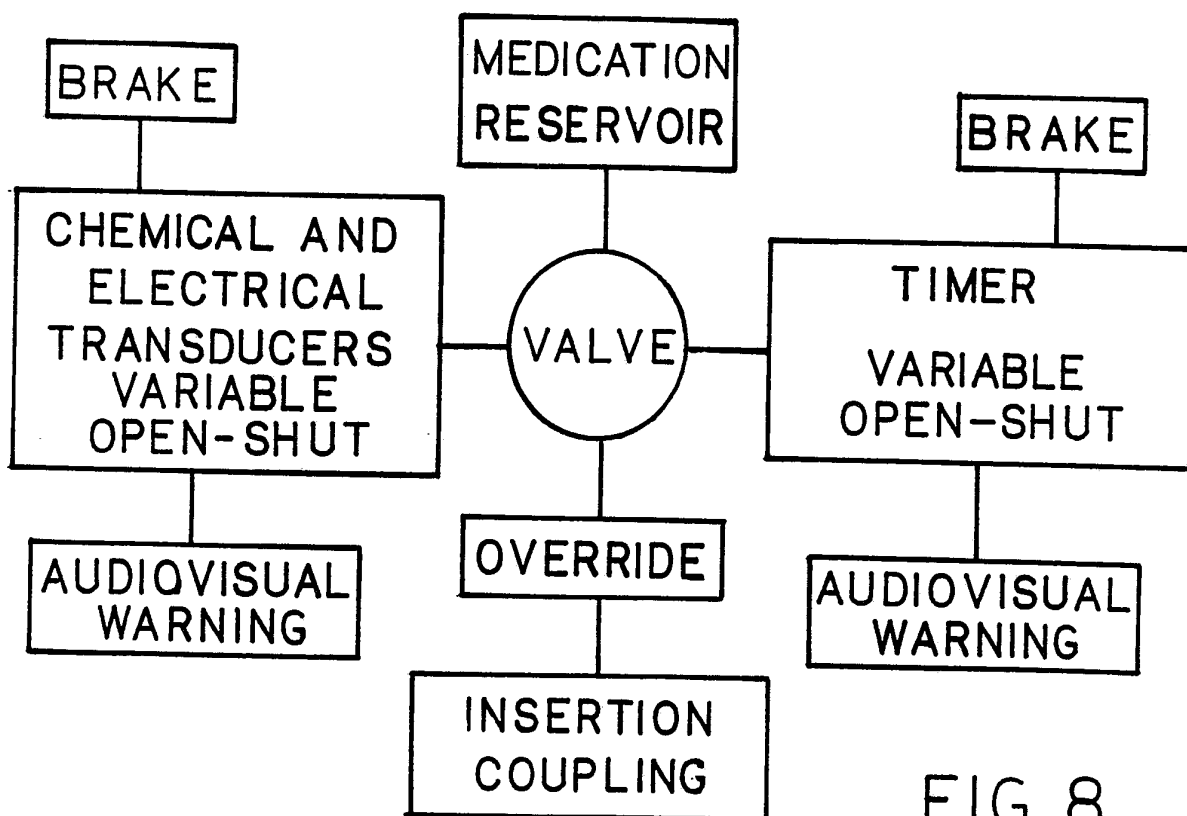 BRAKE
MEDICATION
RESERVOIR
BRAKE
CHEMICAL AND
ELECTRICAL
TRANSDUCERS
VARIABLE
OPEN-SHUT
VALVE
TIMER
VARIABLE
OPEN-SHUT
AUDIOVISUAL
WARNING
OVERRIDE
AUDIOVISUAL
WARNING
INSERTION
COUPLING
FIG. 8